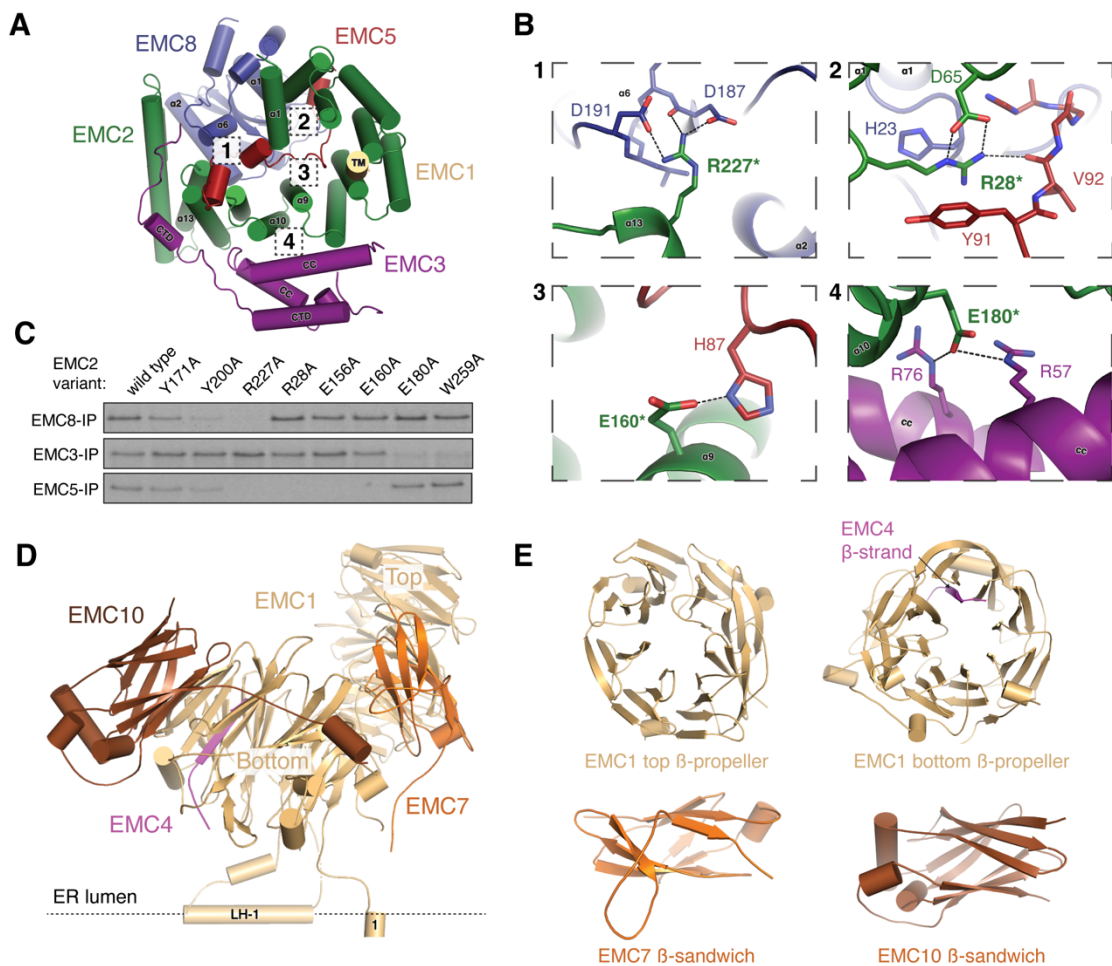 A
EMC8
EMC5
α1
α2
α1
α6
EMC2
2
1
TM
3
EMC1
α9
α13
α10
4
CTD
EMC3
CC
CC
CTD
B
1
α6
D187
D191
R227*
α13
α2
2
α1
α1
D65
H23
R28*
V92
Y91
3
H87
E160*
α9
4
E180*
α10
R76
R57
CC
CC
C
EMC2 variant:
wild type Y171A Y200A R227A R28A E156A E160A E180A W259A
EMC8-IP
EMC3-IP
EMC5-IP
D
Top
EMC1
EMC10
Bottom
EMC4
EMC7
ER lumen
LH-1
1
E
EMC4
β-strand
EMC1 top ß-propeller
EMC1 bottom ß-propeller
EMC7 ß-sandwich
EMC10 ß-sandwich